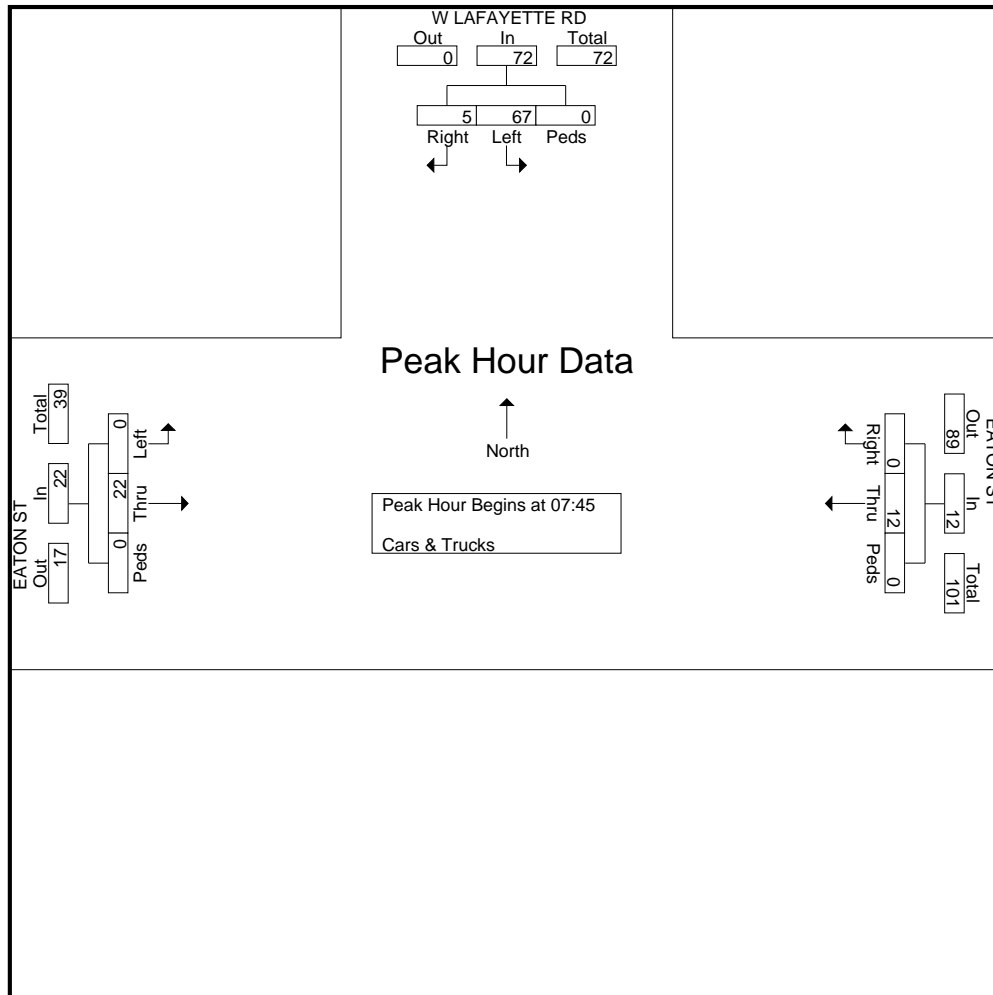 W LAFAYETTE RD
Out In Total
0 72 72
5 67 0
Right Left Peds
Peak Hour Data
North
Peak Hour Begins at 07:45
Cars & Trucks
EATON ST
Total In Out
39 22 17
0 22 0
Left Thru Peds
EATON ST
Out In Total
89 12 101
0 12 0
Right Thru Peds